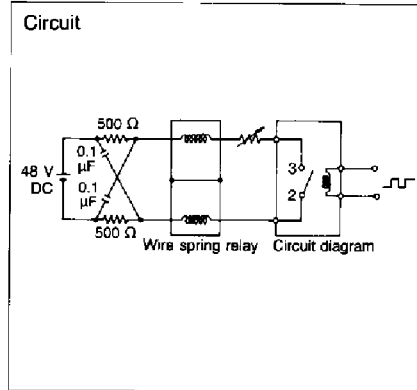 Circuit
500 Ω
0.1
µF
48 V
DC
0.1
µF
500 Ω
3
2
Wire spring relay
Circuit diagram